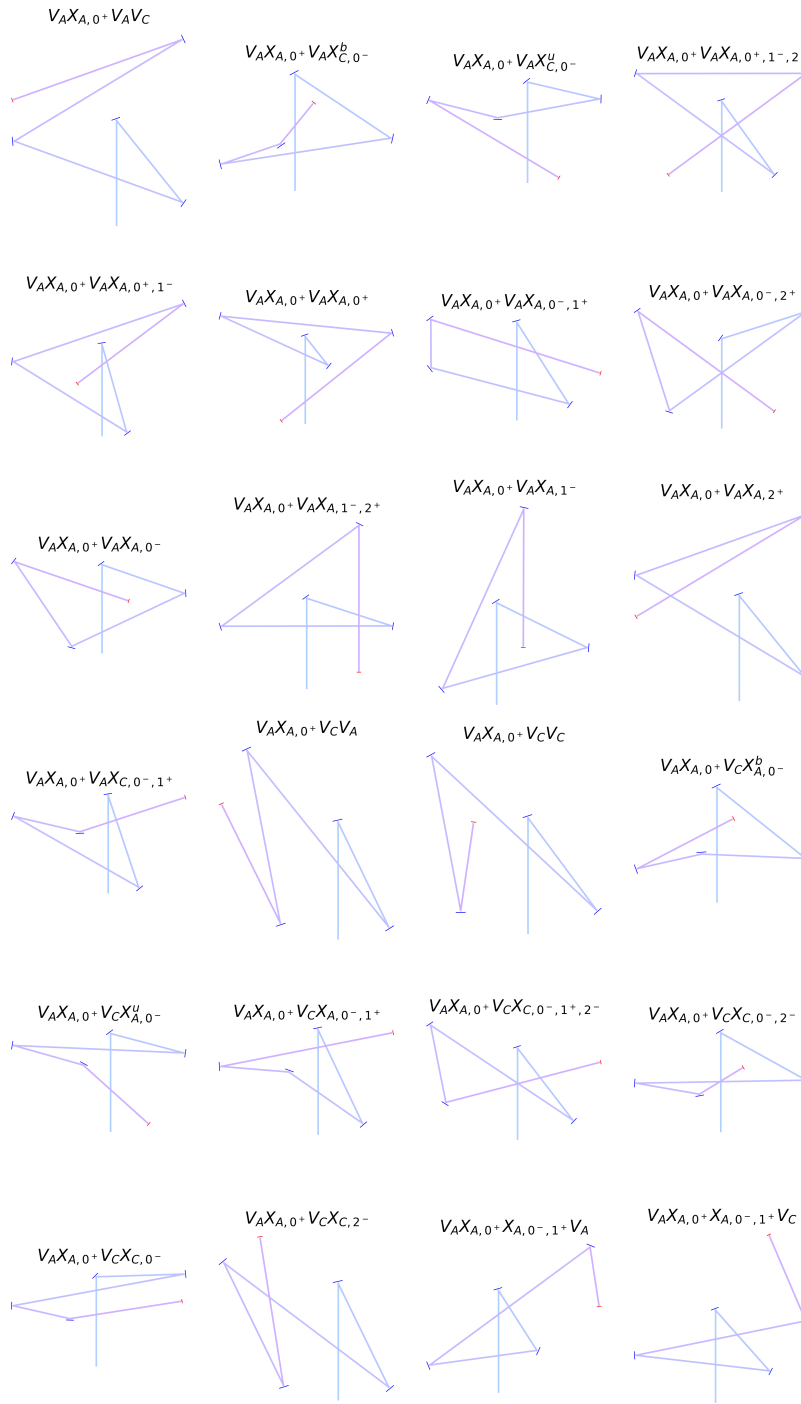 $V_A X_{A,0^+} V_A V_C$
$V_A X_{A,0^+} V_A X^b_{C,0^-}$
$V_A X_{A,0^+} V_A X^u_{C,0^-}$
$V_A X_{A,0^+} V_A X_{A,0^+,1^-,2}$
$V_A X_{A,0^+} V_A X_{A,0^+,1^-}$
$V_A X_{A,0^+} V_A X_{A,0^+}$
$V_A X_{A,0^+} V_A X_{A,0^-,1^+}$
$V_A X_{A,0^+} V_A X_{A,0^-,2^+}$
$V_A X_{A,0^+} V_A X_{A,0^-}$
$V_A X_{A,0^+} V_A X_{A,1^-,2^+}$
$V_A X_{A,0^+} V_A X_{A,1^-}$
$V_A X_{A,0^+} V_A X_{A,2^+}$
$V_A X_{A,0^+} V_A X_{C,0^-,1^+}$
$V_A X_{A,0^+} V_C V_A$
$V_A X_{A,0^+} V_C V_C$
$V_A X_{A,0^+} V_C X^b_{A,0^-}$
$V_A X_{A,0^+} V_C X^u_{A,0^-}$
$V_A X_{A,0^+} V_C X_{A,0^-,1^+}$
$V_A X_{A,0^+} V_C X_{C,0^-,1^+,2^-}$
$V_A X_{A,0^+} V_C X_{C,0^-,2^-}$
$V_A X_{A,0^+} V_C X_{C,0^-}$
$V_A X_{A,0^+} V_C X_{C,2^-}$
$V_A X_{A,0^+} X_{A,0^-,1^+} V_A$
$V_A X_{A,0^+} X_{A,0^-,1^+} V_C$